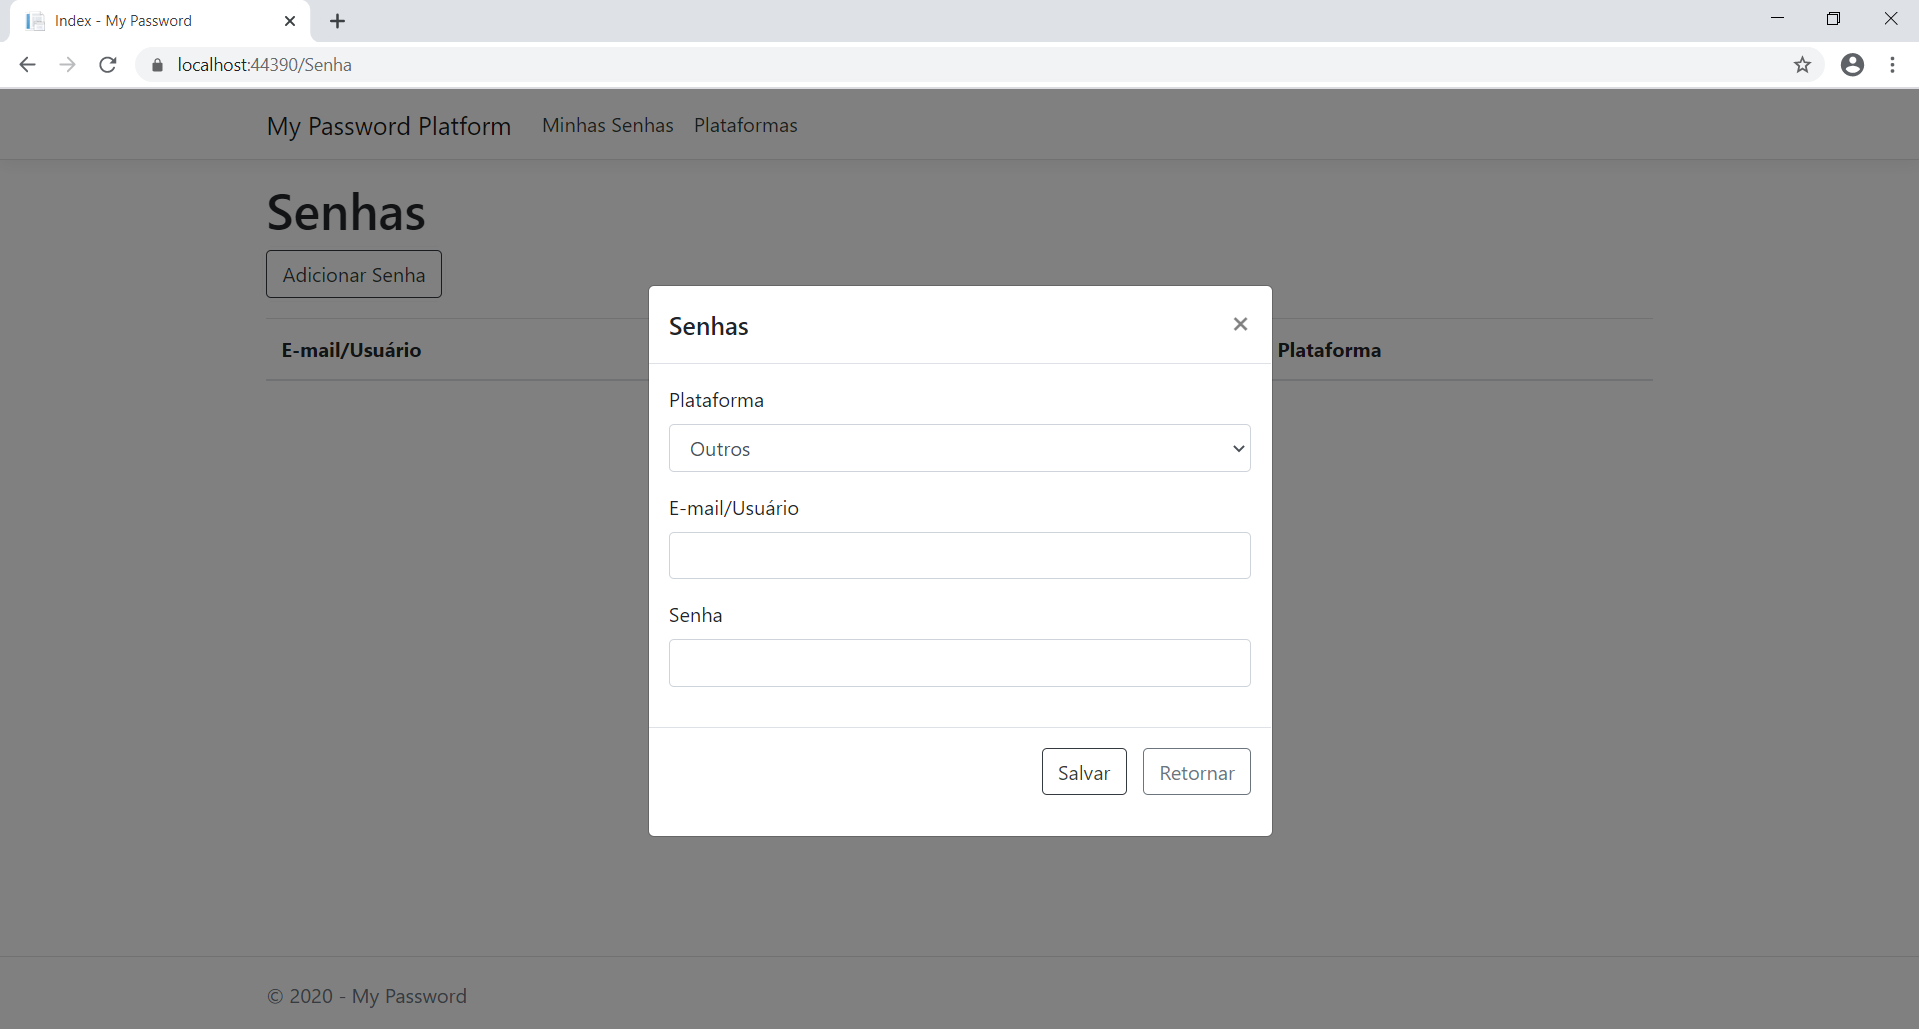 Index - My Password
localhost:44390/Senha
My Password Platform Minhas Senhas Plataformas
Senhas
Adicionar Senha
E-mail/Usuário Plataforma
Senhas ×
Plataforma
Outros
E-mail/Usuário
Senha
Salvar Retornar
© 2020 - My Password